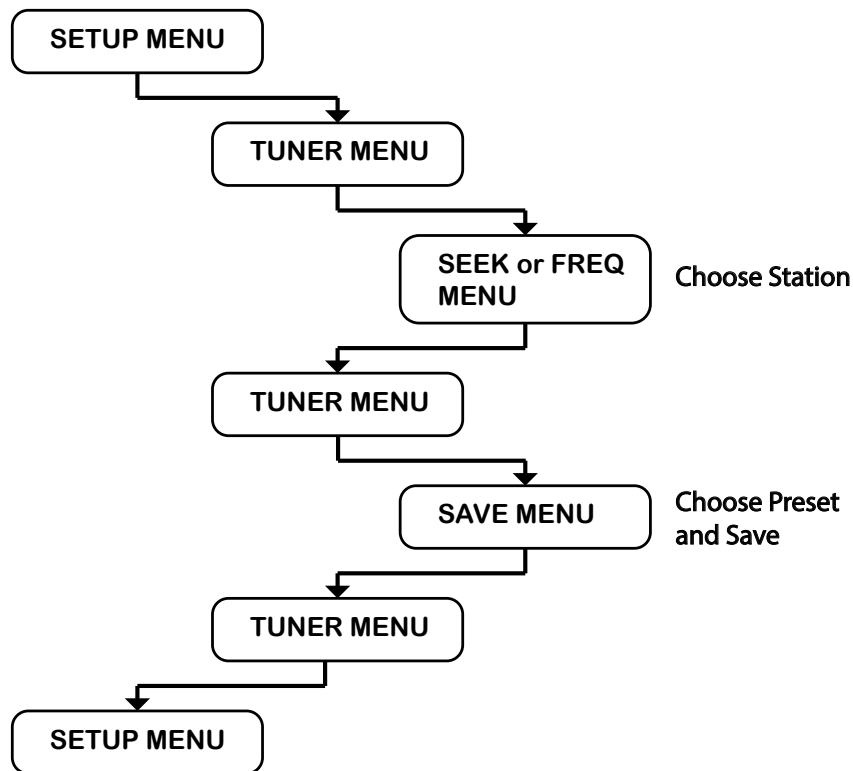 SETUP MENU
TUNER MENU
SEEK or FREQ
MENU
Choose Station
TUNER MENU
SAVE MENU
Choose Preset
and Save
TUNER MENU
SETUP MENU